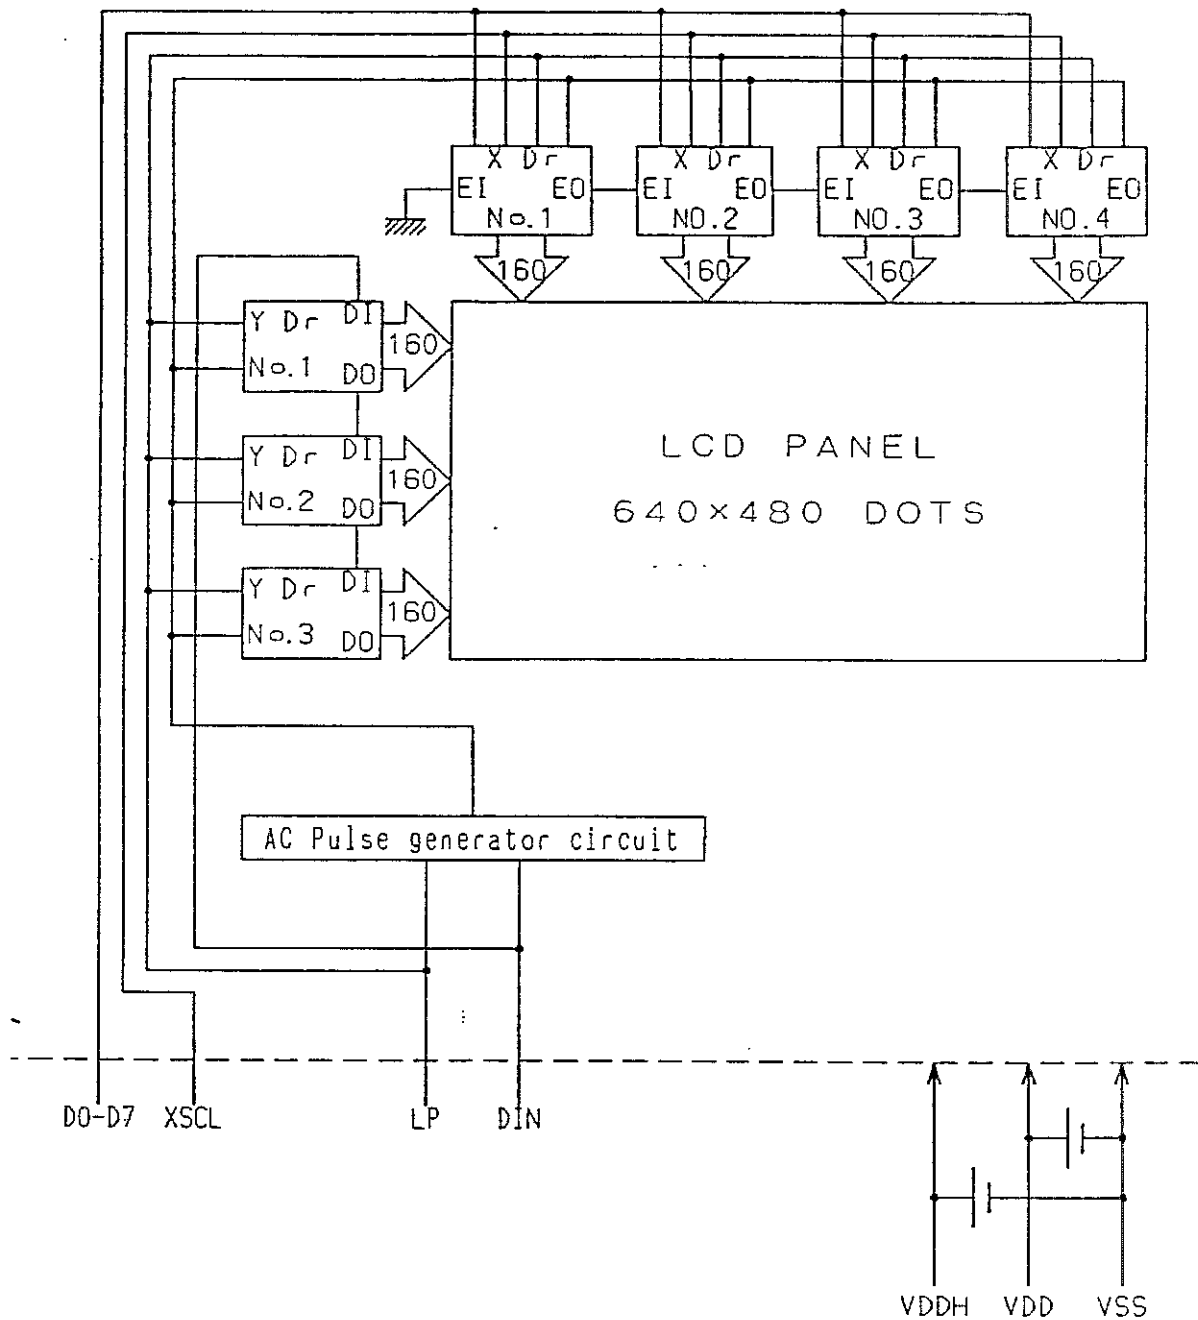 X Dr X Dr X Dr X Dr
EI EO EI EO EI EO EI EO
No.1 NO.2 NO.3 NO.4
160 160 160 160
Y Dr DI
No.1 DO
160
Y Dr DI
No.2 DO
160
Y Dr DI
No.3 DO
160
LCD PANEL
640×480 DOTS
AC Pulse generator circuit
D0-D7 XSCL LP DIN
VDDH VDD VSS